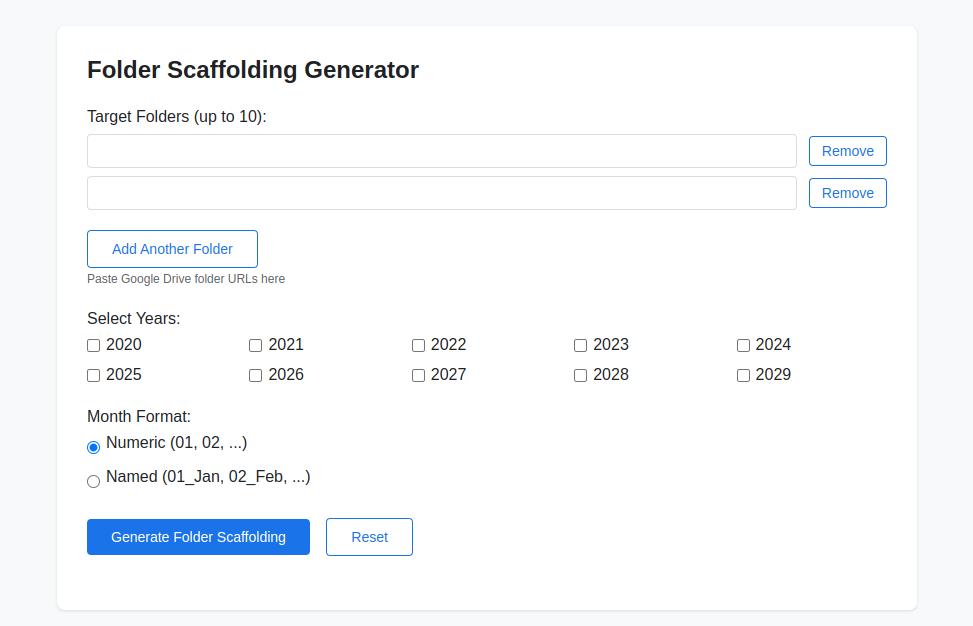 Folder Scaffolding Generator
Target Folders (up to 10):
Remove
Remove
Add Another Folder
Paste Google Drive folder URLs here
Select Years:
2020 2021 2022 2023 2024
2025 2026 2027 2028 2029
Month Format:
Numeric (01, 02, ...)
Named (01_Jan, 02_Feb, ...)
Generate Folder Scaffolding Reset